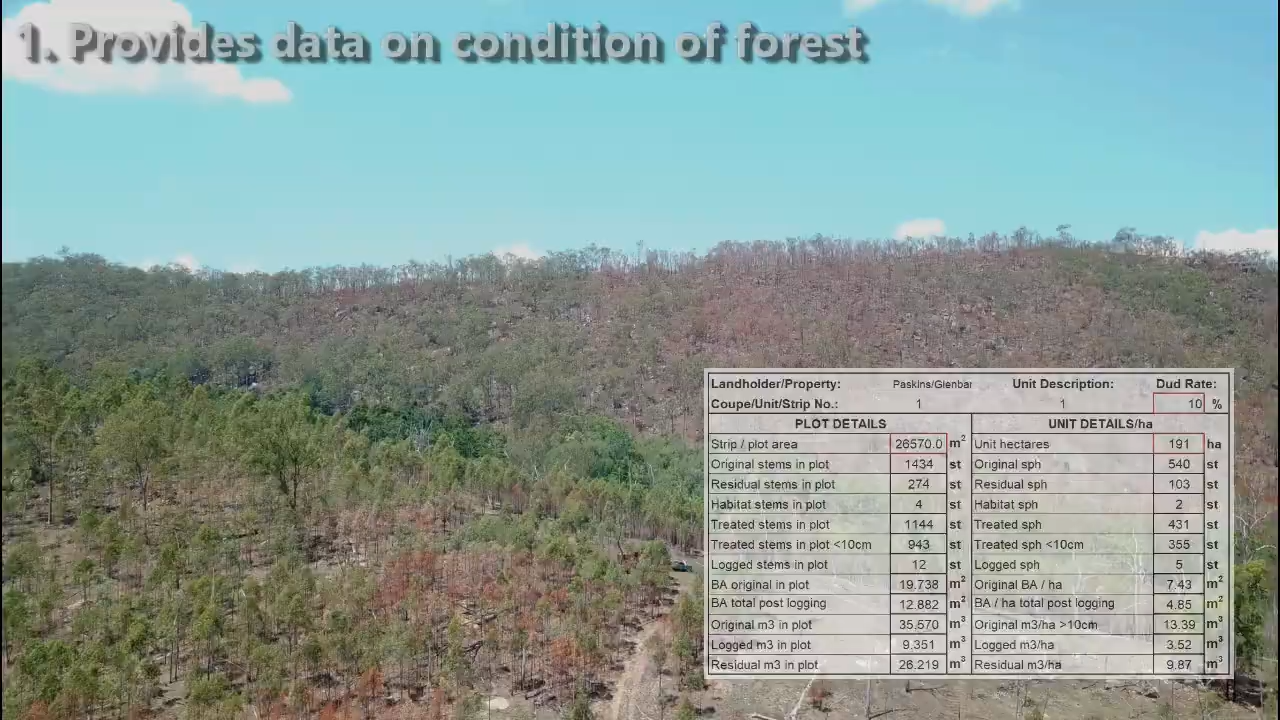 1. Provides data on condition of forest
Landholder/Property: Paskins/Glenbar Unit Description: Dud Rate:
Coupe/Unit/Strip No.: 1 1 10 %
PLOT DETAILS UNIT DETAILS/ha
Strip / plot area 26570.0 m² Unit hectares 191 ha
Original stems in plot 1434 st Original sph 540 st
Residual stems in plot 274 st Residual sph 103 st
Habitat stems in plot 4 st Habitat sph 2 st
Treated stems in plot 1144 st Treated sph 431 st
Treated stems in plot <10cm 943 st Treated sph <10cm 355 st
Logged stems in plot 12 st Logged sph 5 st
BA original in plot 19.738 m² Original BA / ha 7.43 m²
BA total post logging 12.882 m² BA / ha total post logging 4.85 m²
Original m3 in plot 35.570 m³ Original m3/ha >10cm 13.39 m³
Logged m3 in plot 9.351 m³ Logged m3/ha 3.52 m³
Residual m3 in plot 26.219 m³ Residual m3/ha 9.87 m³